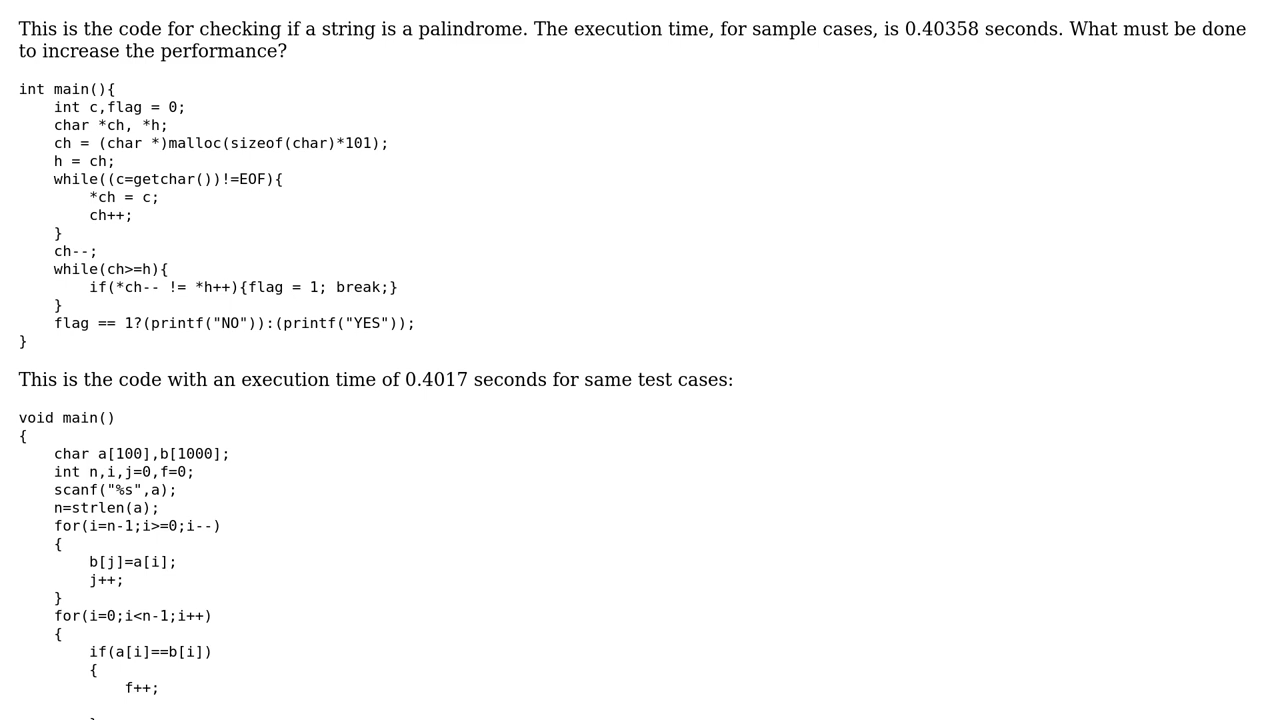 This is the code for checking if a string is a palindrome. The execution time, for sample cases, is 0.40358 seconds. What must be done
to increase the performance?
int main(){
    int c,flag = 0;
    char *ch, *h;
    ch = (char *)malloc(sizeof(char)*101);
    h = ch;
    while((c=getchar())!=EOF){
        *ch = c;
        ch++;
    }
    ch--;
    while(ch>=h){
        if(*ch-- != *h++){flag = 1; break;}
    }
    flag == 1?(printf("NO")):(printf("YES"));
}
This is the code with an execution time of 0.4017 seconds for same test cases:
void main()
{
    char a[100],b[1000];
    int n,i,j=0,f=0;
    scanf("%s",a);
    n=strlen(a);
    for(i=n-1;i>=0;i--)
    {
        b[j]=a[i];
        j++;
    }
    for(i=0;i<n-1;i++)
    {
        if(a[i]==b[i])
        {
            f++;